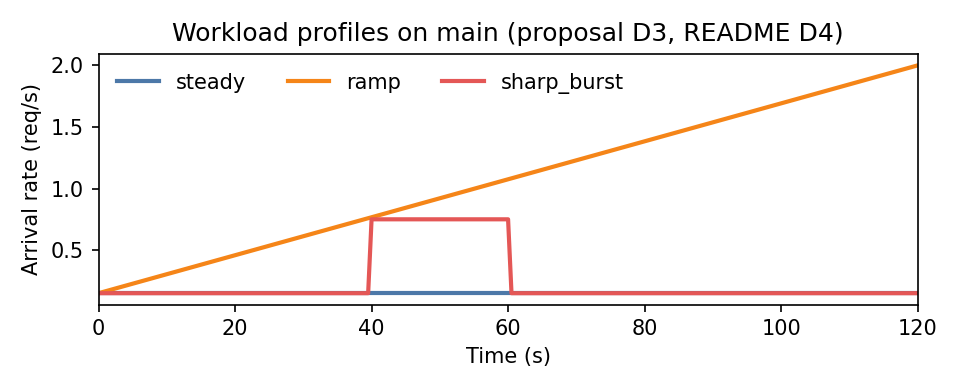 Workload profiles on main (proposal D3, README D4)
steady ramp sharp_burst
Arrival rate (req/s)
2.0
1.5
1.0
0.5
0 20 40 60 80 100 120
Time (s)